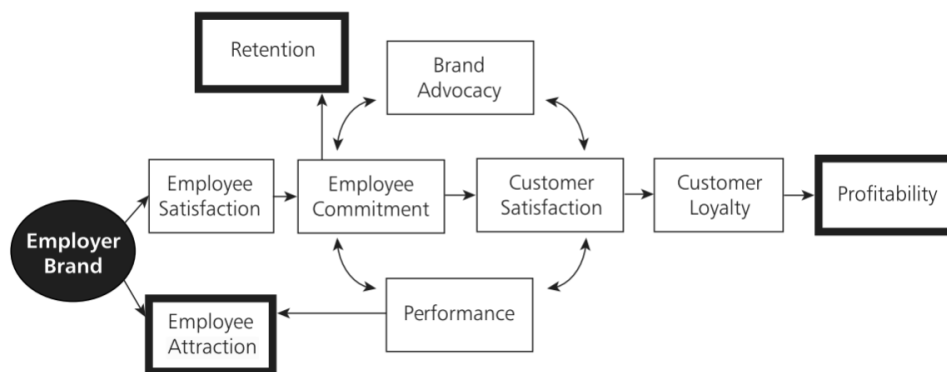 Retention
Brand
Advocacy
Employee
Satisfaction
Employee
Commitment
Customer
Satisfaction
Customer
Loyalty
Profitability
Employer
Brand
Employee
Attraction
Performance